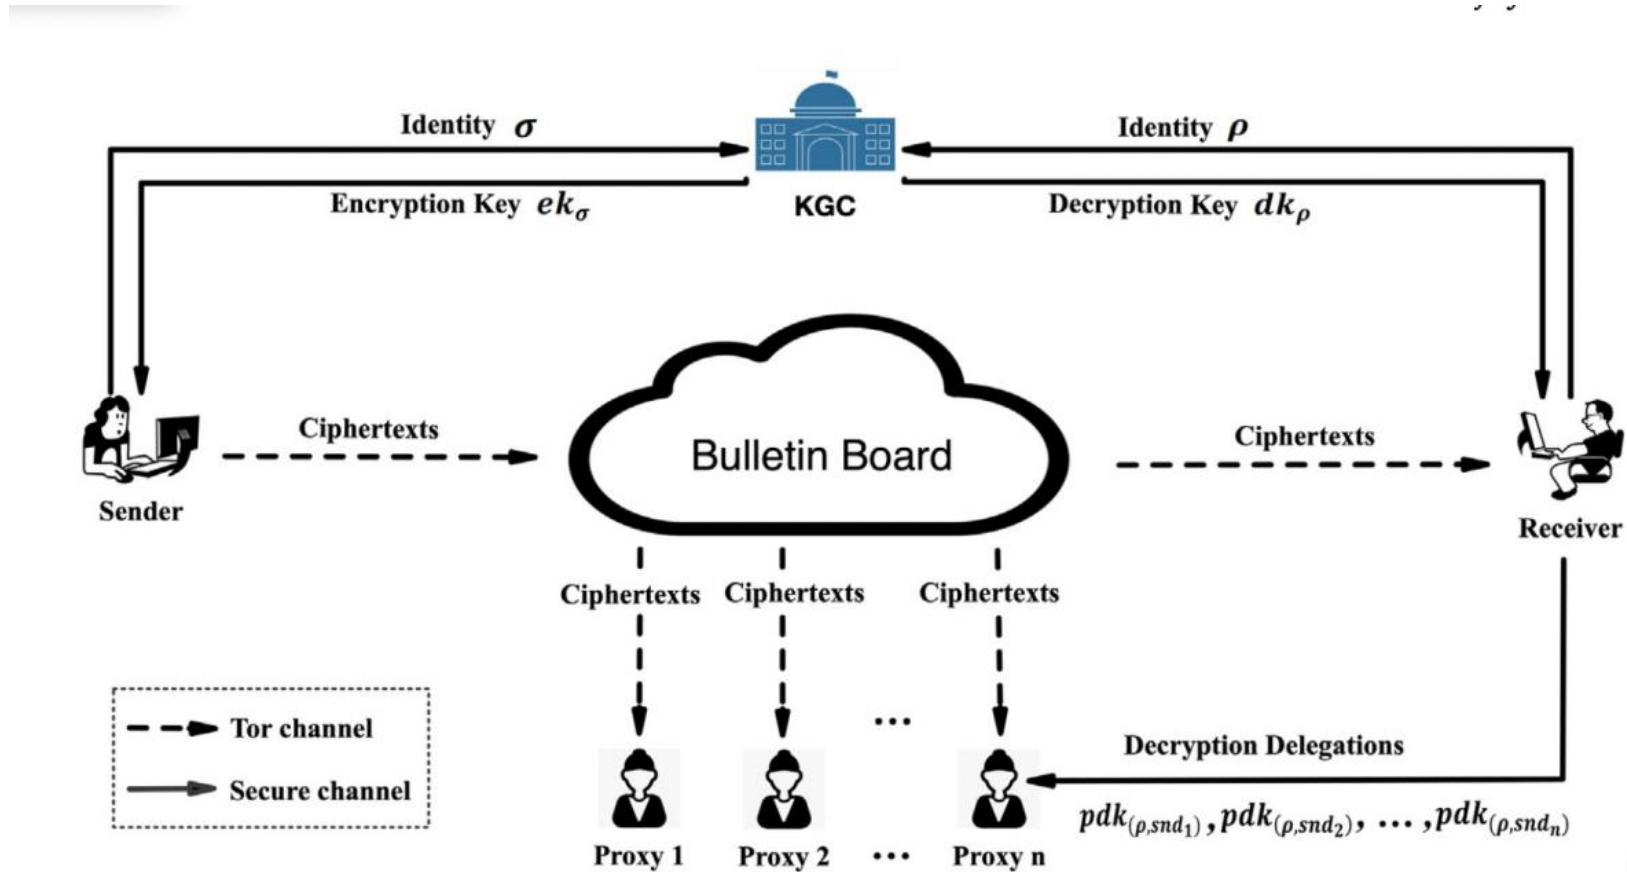 Identity σ
Identity ρ
Encryption Key ek_σ
KGC
Decryption Key dk_ρ
Ciphertexts
Bulletin Board
Ciphertexts
Sender
Receiver
Ciphertexts Ciphertexts Ciphertexts
Tor channel
Secure channel
...
Decryption Delegations
pdk_(ρ,snd_1), pdk_(ρ,snd_2), ... , pdk_(ρ,snd_n)
Proxy 1 Proxy 2 ... Proxy n